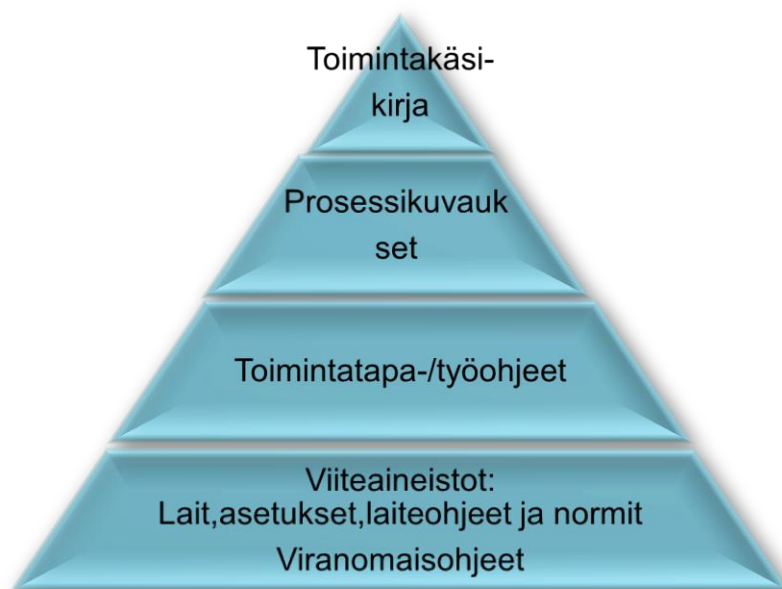 Toimintakäsi-
kirja
Prosessikuvauk
set
Toimintatapa-/työohjeet
Viiteaineistot:
Lait,asetukset,laiteohjeet ja normit
Viranomaisohjeet